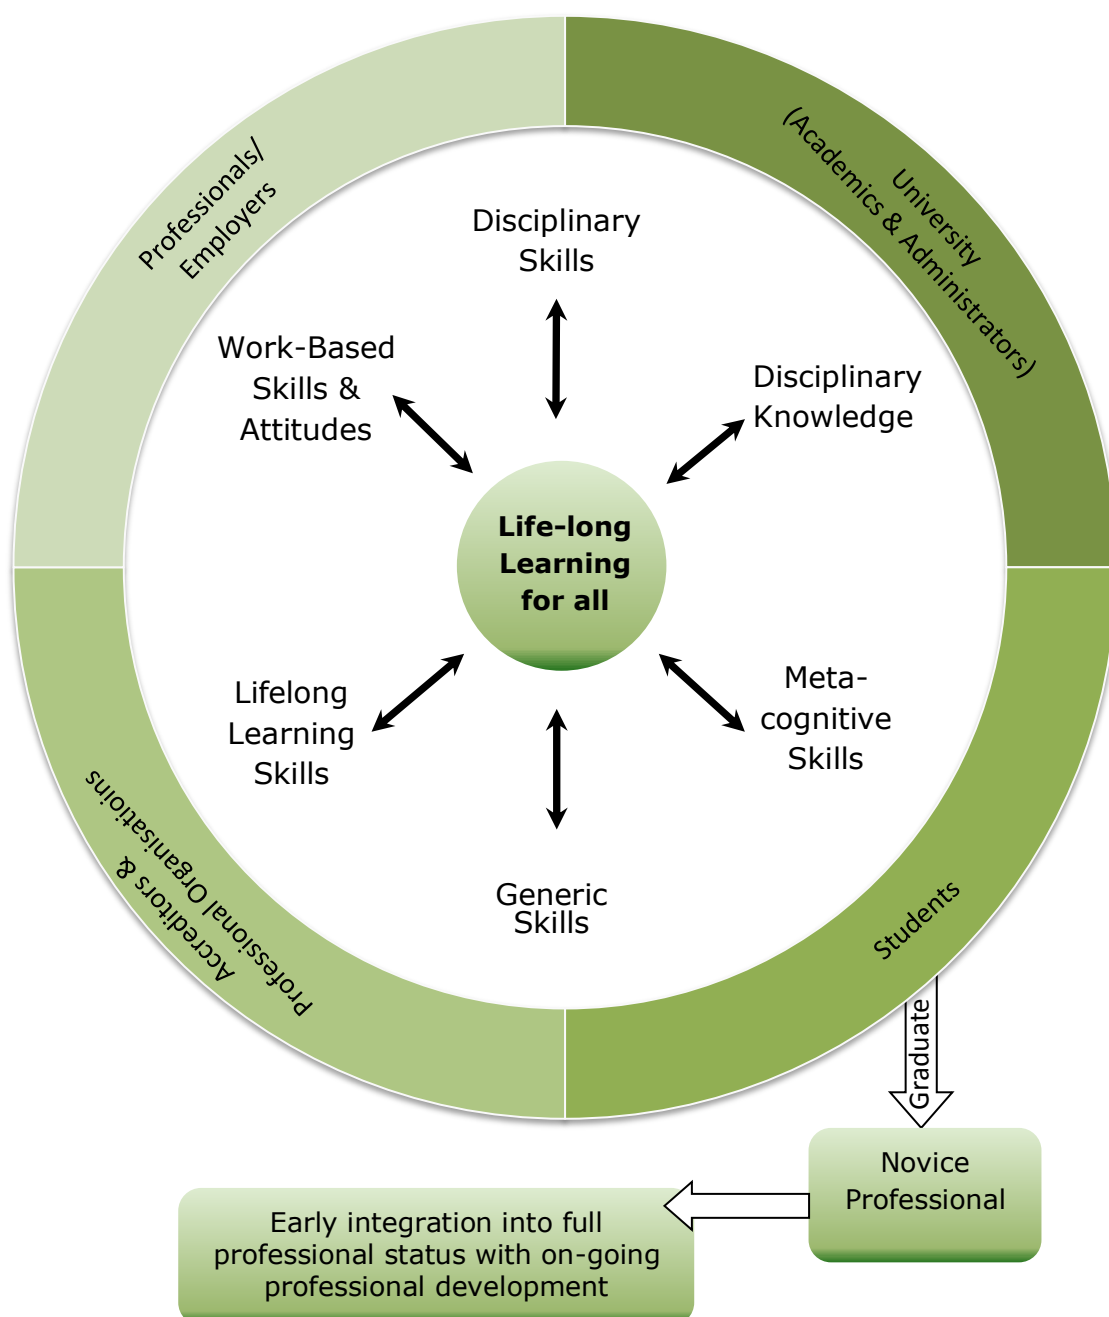 Professionals/
Employers
University
(Academics & Administrators)
Disciplinary
Skills
Work-Based
Skills &
Attitudes
Disciplinary
Knowledge
Life-long
Learning
for all
Lifelong
Learning
Skills
Meta-
cognitive
Skills
Generic
Skills
Accreditors &
Professional Organisatioins
Students
Graduate
Novice
Professional
Early integration into full
professional status with on-going
professional development